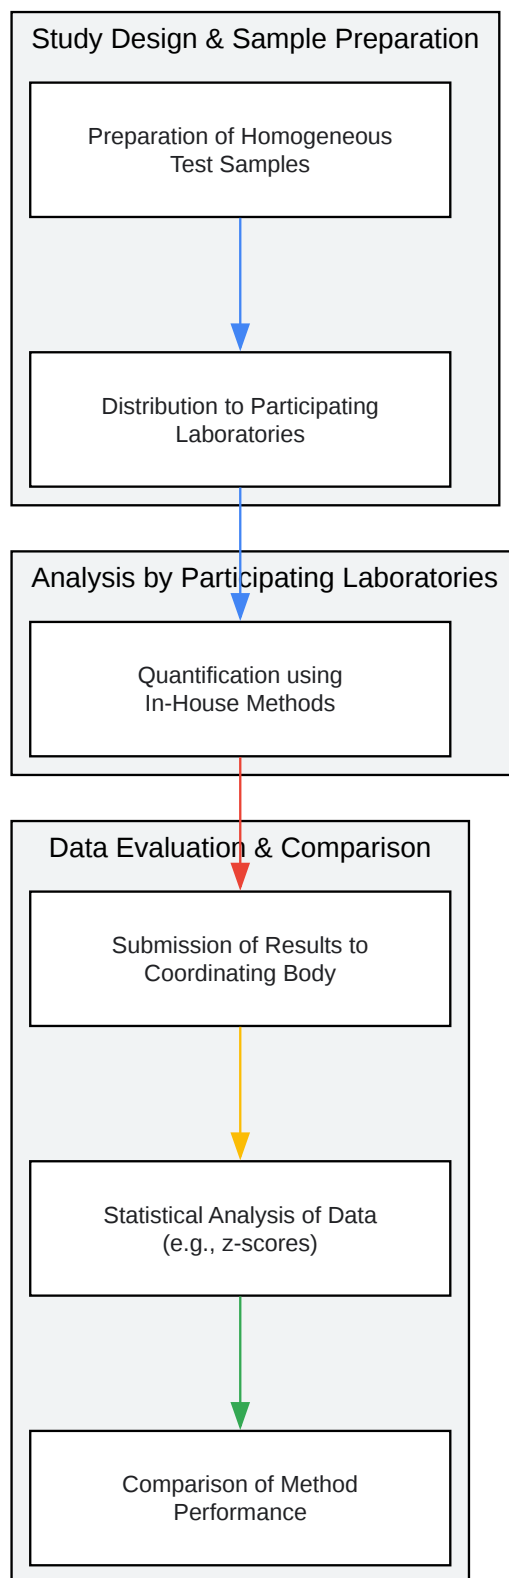 Study Design & Sample Preparation
Preparation of Homogeneous
Test Samples
Distribution to Participating
Laboratories
Analysis by Participating Laboratories
Quantification using
In-House Methods
Data Evaluation & Comparison
Submission of Results to
Coordinating Body
Statistical Analysis of Data
(e.g., z-scores)
Comparison of Method
Performance